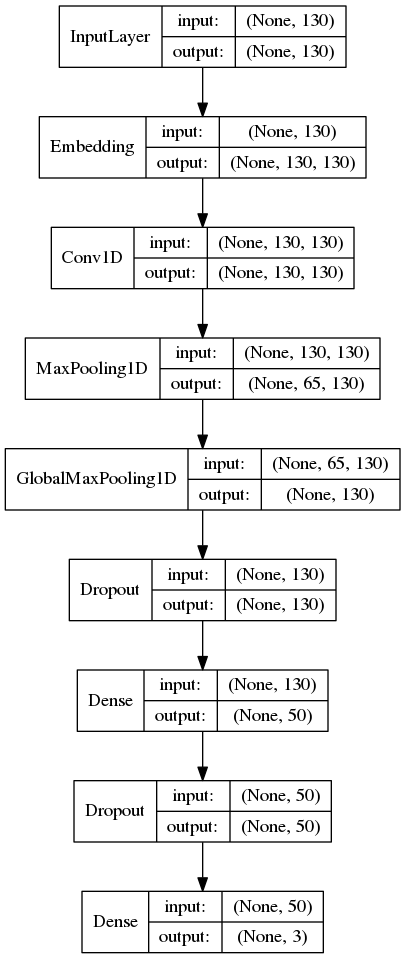 InputLayer
input: (None, 130)
output: (None, 130)
Embedding
input: (None, 130)
output: (None, 130, 130)
Conv1D
input: (None, 130, 130)
output: (None, 130, 130)
MaxPooling1D
input: (None, 130, 130)
output: (None, 65, 130)
GlobalMaxPooling1D
input: (None, 65, 130)
output: (None, 130)
Dropout
input: (None, 130)
output: (None, 130)
Dense
input: (None, 130)
output: (None, 50)
Dropout
input: (None, 50)
output: (None, 50)
Dense
input: (None, 50)
output: (None, 3)